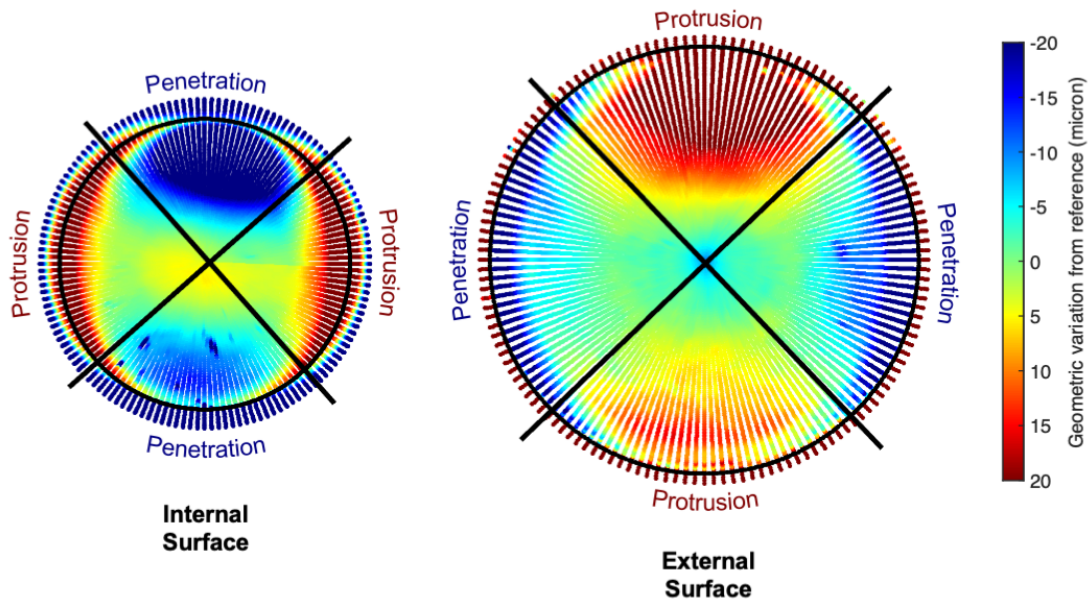 Penetration
Protrusion
Protrusion
Penetration
Internal
Surface
Protrusion
Penetration
Penetration
Protrusion
External
Surface
-20
-15
-10
-5
0
5
10
15
20
Geometric variation from reference (micron)